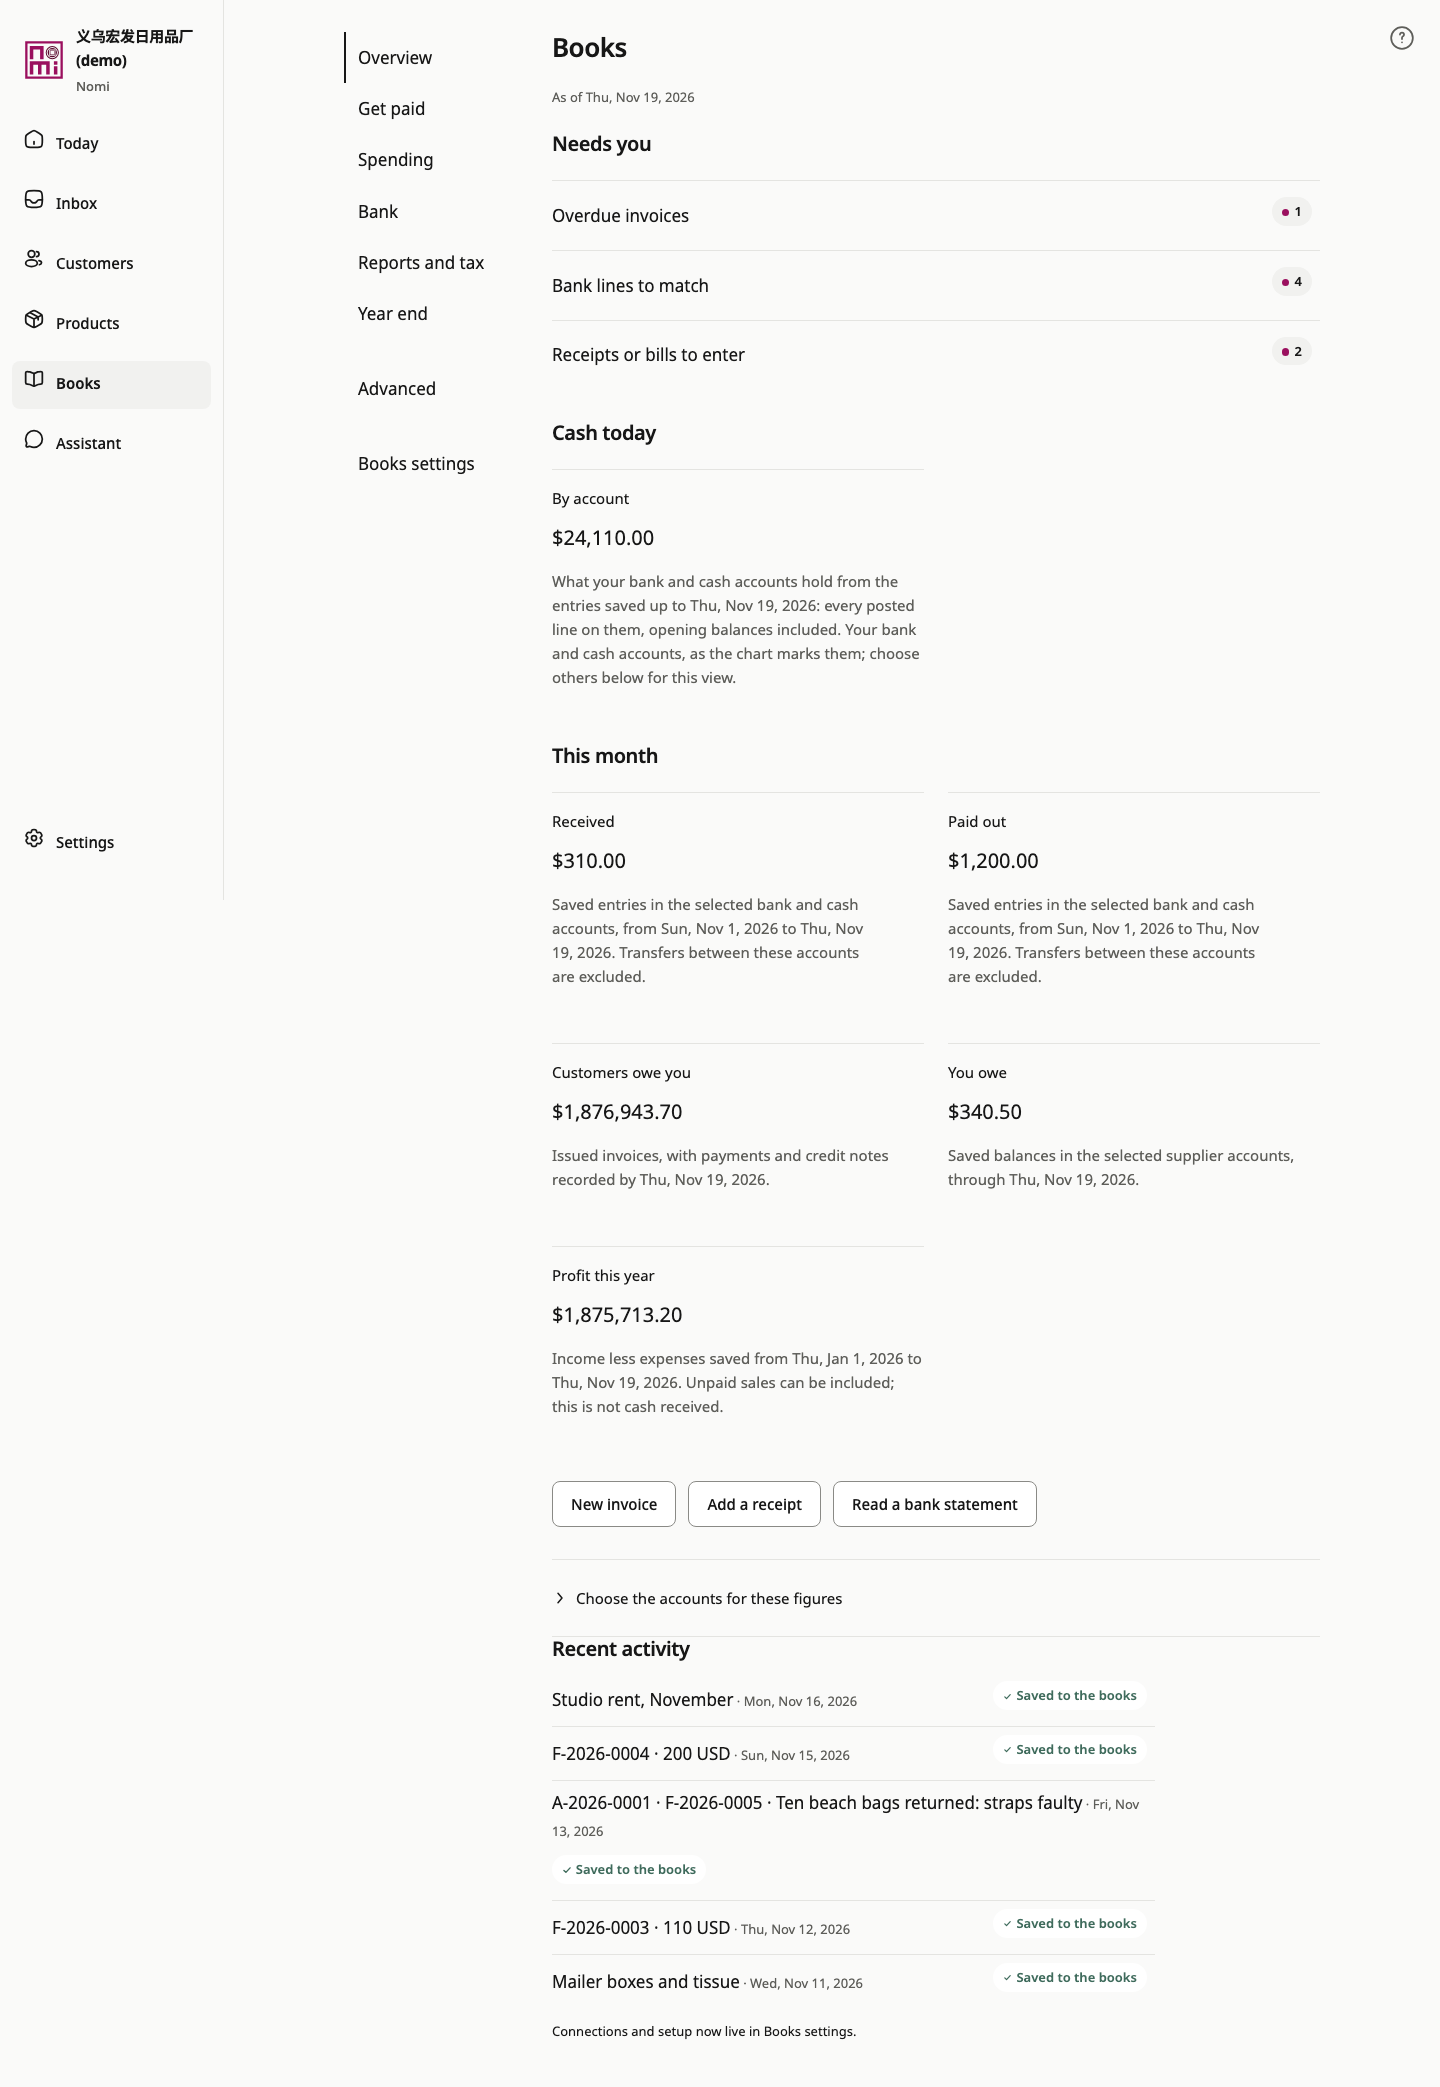 义乌宏发日用品厂
(demo)
Nomi
Today
Inbox
Customers
Products
Books
Assistant
Settings
Overview
Get paid
Spending
Bank
Reports and tax
Year end
Advanced
Books settings
Books
As of Thu, Nov 19, 2026
Needs you
Overdue invoices
1
Bank lines to match
4
Receipts or bills to enter
2
Cash today
By account
$24,110.00
What your bank and cash accounts hold from the
entries saved up to Thu, Nov 19, 2026: every posted
line on them, opening balances included. Your bank
and cash accounts, as the chart marks them; choose
others below for this view.
This month
Received
$310.00
Saved entries in the selected bank and cash
accounts, from Sun, Nov 1, 2026 to Thu, Nov
19, 2026. Transfers between these accounts
are excluded.
Paid out
$1,200.00
Saved entries in the selected bank and cash
accounts, from Sun, Nov 1, 2026 to Thu, Nov
19, 2026. Transfers between these accounts
are excluded.
Customers owe you
$1,876,943.70
Issued invoices, with payments and credit notes
recorded by Thu, Nov 19, 2026.
You owe
$340.50
Saved balances in the selected supplier accounts,
through Thu, Nov 19, 2026.
Profit this year
$1,875,713.20
Income less expenses saved from Thu, Jan 1, 2026 to
Thu, Nov 19, 2026. Unpaid sales can be included;
this is not cash received.
New invoice
Add a receipt
Read a bank statement
Choose the accounts for these figures
Recent activity
Studio rent, November · Mon, Nov 16, 2026
Saved to the books
F-2026-0004 · 200 USD · Sun, Nov 15, 2026
Saved to the books
A-2026-0001 · F-2026-0005 · Ten beach bags returned: straps faulty · Fri, Nov
13, 2026
Saved to the books
F-2026-0003 · 110 USD · Thu, Nov 12, 2026
Saved to the books
Mailer boxes and tissue · Wed, Nov 11, 2026
Saved to the books
Connections and setup now live in Books settings.